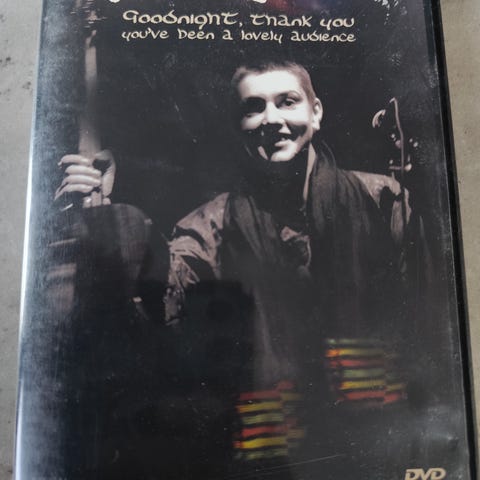 Goodnight, thank you
you've been a lovely audience
DVD